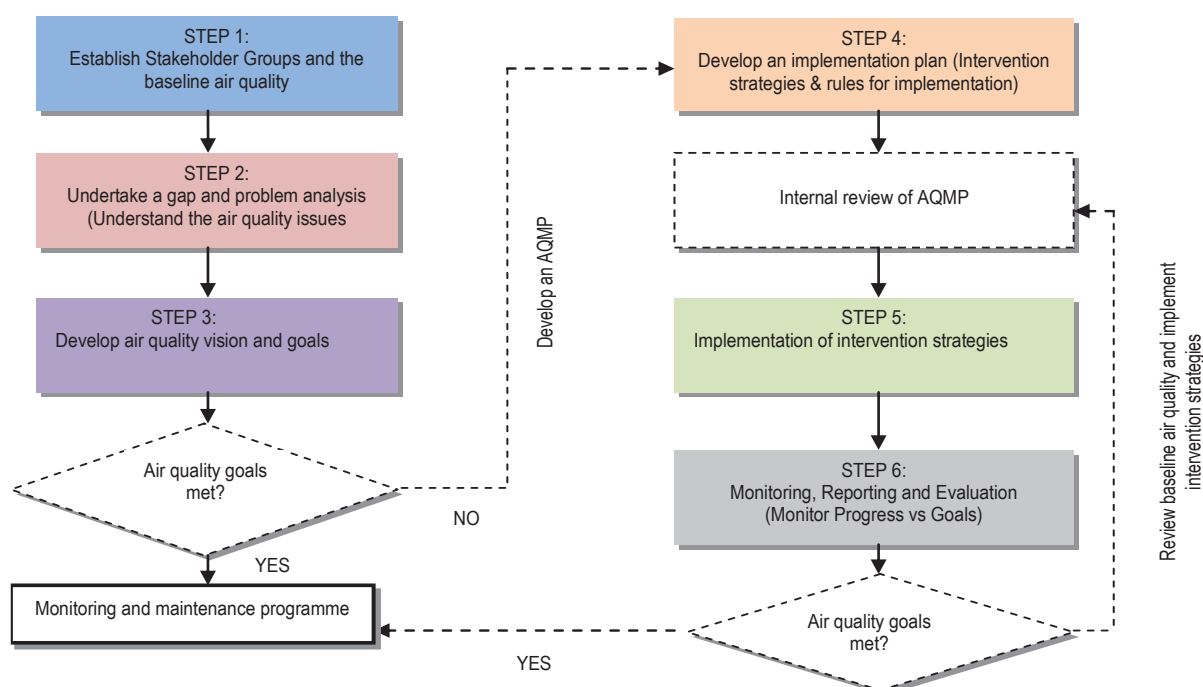 STEP 1:
Establish Stakeholder Groups and the
baseline air quality
STEP 2:
Undertake a gap and problem analysis
(Understand the air quality issues
STEP 3:
Develop air quality vision and goals
Air quality goals
met?
NO
YES
Monitoring and maintenance programme
Develop an AQMP
STEP 4:
Develop an implementation plan (Intervention
strategies & rules for implementation)
Internal review of AQMP
STEP 5:
Implementation of intervention strategies
STEP 6:
Monitoring, Reporting and Evaluation
(Monitor Progress vs Goals)
Air quality goals
met?
YES
Review baseline air quality and implement
intervention strategies